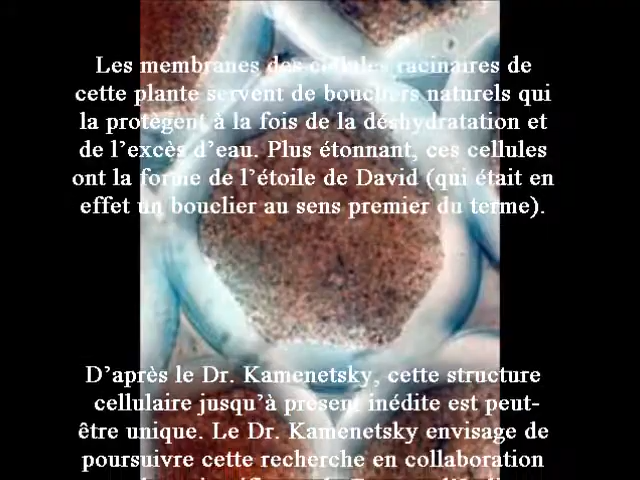 Les membranes des cellules racinaires de
cette plante servent de boucliers naturels qui
la protègent à la fois de la déshydratation et
de l’excès d’eau. Plus étonnant, ces cellules
ont la forme de l’étoile de David (qui était en
effet un bouclier au sens premier du terme).
D’après le Dr. Kamenetsky, cette structure
cellulaire jusqu’à présent inédite est peut-
être unique. Le Dr. Kamenetsky envisage de
poursuivre cette recherche en collaboration